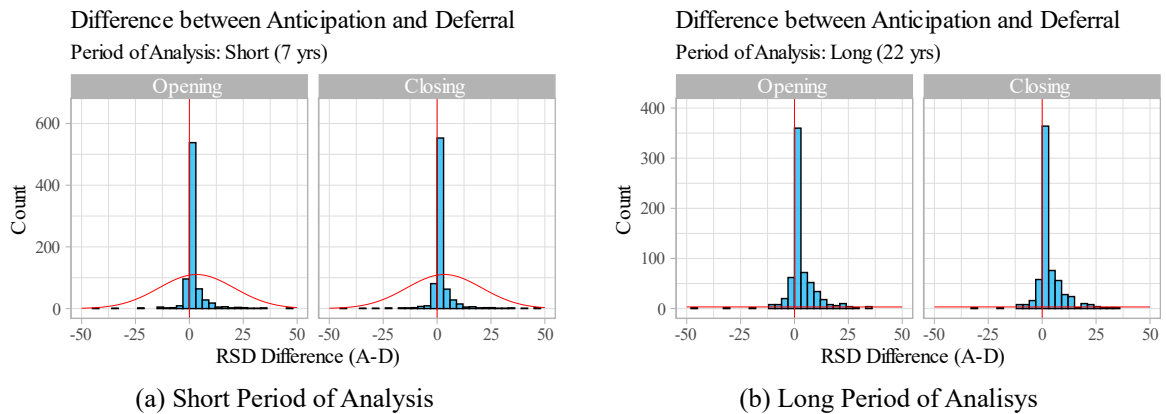 Difference between Anticipation and Deferral
Period of Analysis: Short (7 yrs)
Opening
Closing
Count
600
400
200
0
-50
-25
0
25
50
-50
-25
0
25
50
RSD Difference (A-D)
(a) Short Period of Analysis
Difference between Anticipation and Deferral
Period of Analysis: Long (22 yrs)
Opening
Closing
Count
400
300
200
100
0
-50
-25
0
25
50
-50
-25
0
25
50
RSD Difference (A-D)
(b) Long Period of Analisys